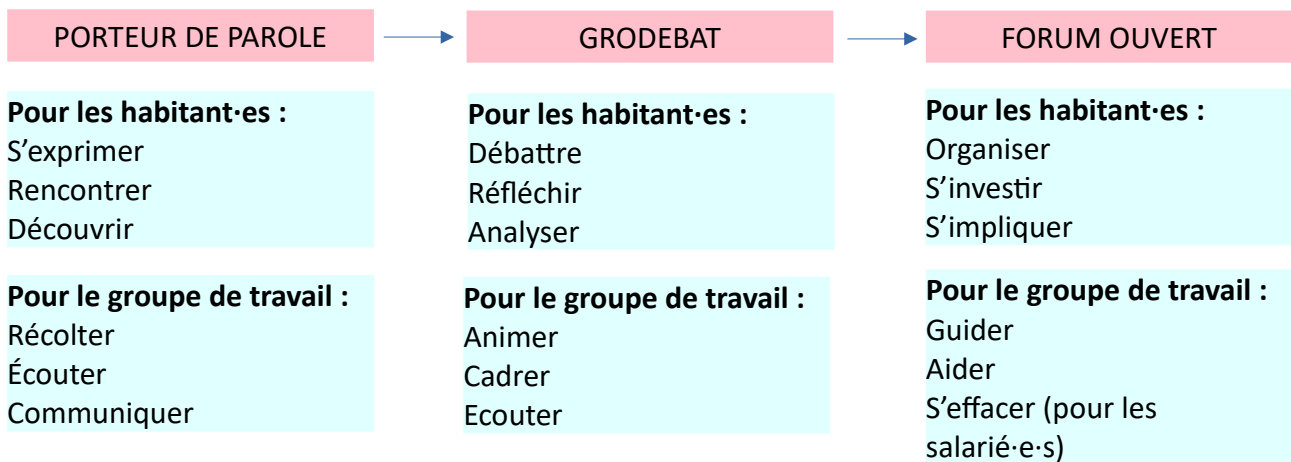 PORTEUR DE PAROLE
GRODEBAT
FORUM OUVERT
Pour les habitant·es :
S'exprimer
Rencontrer
Découvrir
Pour les habitant·es :
Débattre
Réfléchir
Analyser
Pour les habitant·es :
Organiser
S'investir
S'impliquer
Pour le groupe de travail :
Récolter
Écouter
Communiquer
Pour le groupe de travail :
Animer
Cadrer
Ecouter
Pour le groupe de travail :
Guider
Aider
S'effacer (pour les
salarié·e·s)